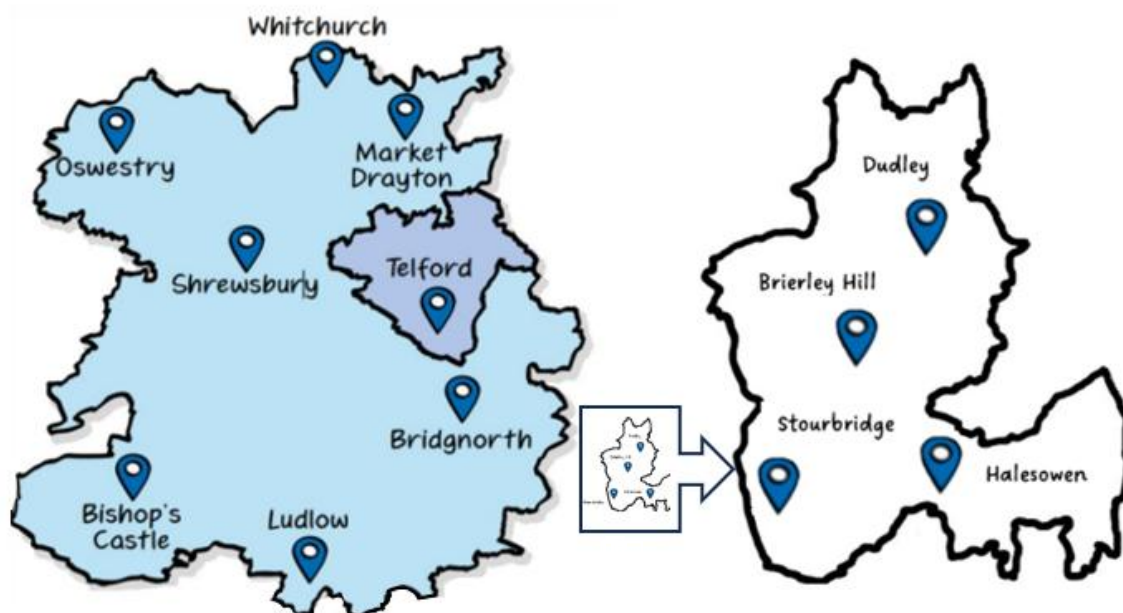 Whitchurch
Oswestry
Market
Drayton
Shrewsbury
Telford
Bridgnorth
Bishop's
Castle
Ludlow
Dudley
Brierley Hill
Stourbridge
Halesowen